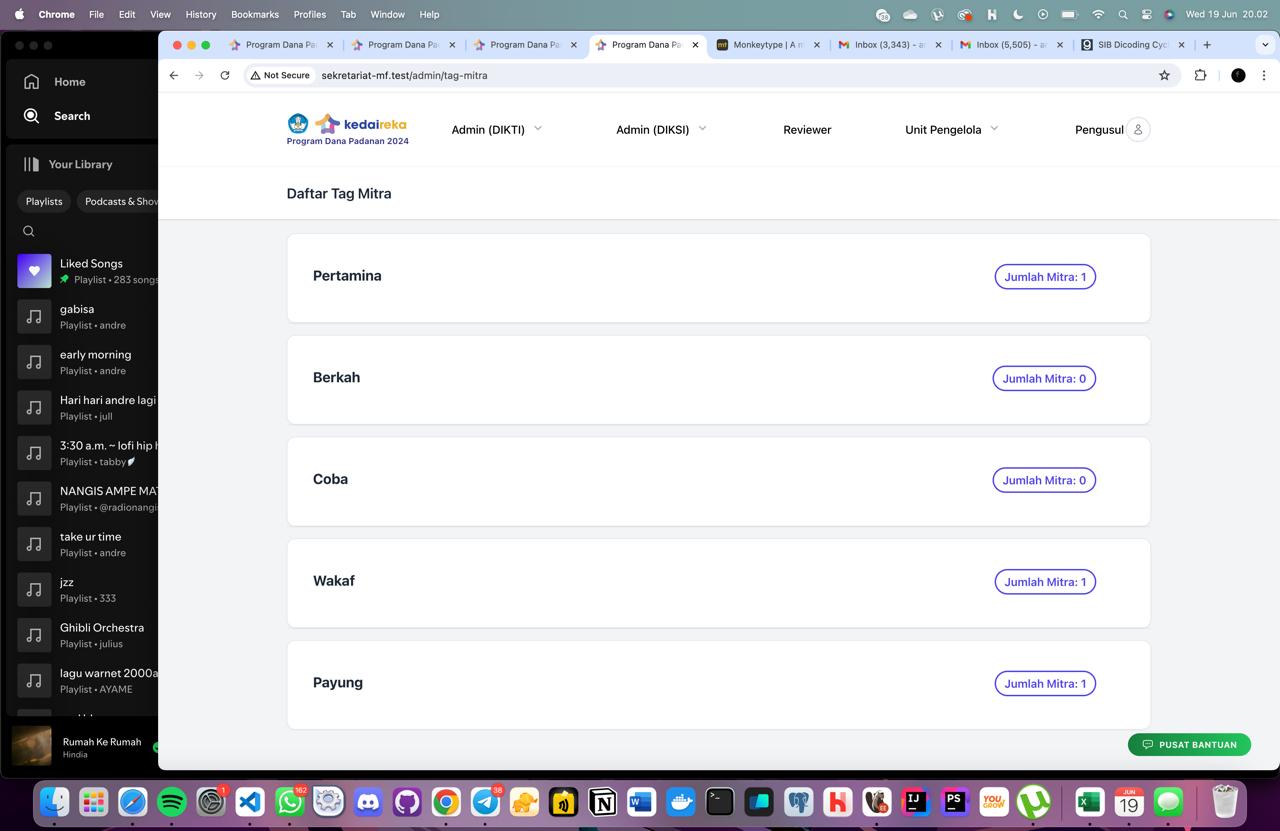 Chrome File Edit View History Bookmarks Profiles Tab Window Help
Wed 19 Jun 20.02
Home
Search
Your Library
Playlists
Podcasts & Shov
Liked Songs
Playlist • 283 songs
gabisa
Playlist • andre
early morning
Playlist • andre
Hari hari andre lagi
Playlist • jull
3:30 a.m. ~ lofi hip h
Playlist • tabby
NANGIS AMPE MA
Playlist • @radionangi
take ur time
Playlist • andre
jzz
Playlist • 333
Ghibli Orchestra
Playlist • julius
lagu warnet 2000a
Playlist • AYAME
Rumah Ke Rumah
Hindia
Program Dana Pa
Program Dana Pa
Program Dana Pa
Program Dana Pa
Monkeytype | A m
Inbox (3,343) - a
Inbox (5,505) - a
SIB Dicoding Cyc
Not Secure sekretariat-mf.test/admin/tag-mitra
kedaireka
Program Dana Padanan 2024
Admin (DIKTI) Admin (DIKSI) Reviewer Unit Pengelola Pengusul
Daftar Tag Mitra
Pertamina Jumlah Mitra: 1
Berkah Jumlah Mitra: 0
Coba Jumlah Mitra: 0
Wakaf Jumlah Mitra: 1
Payung Jumlah Mitra: 1
PUSAT BANTUAN
1 162 38 IJ PS YOU GROW JUN 19